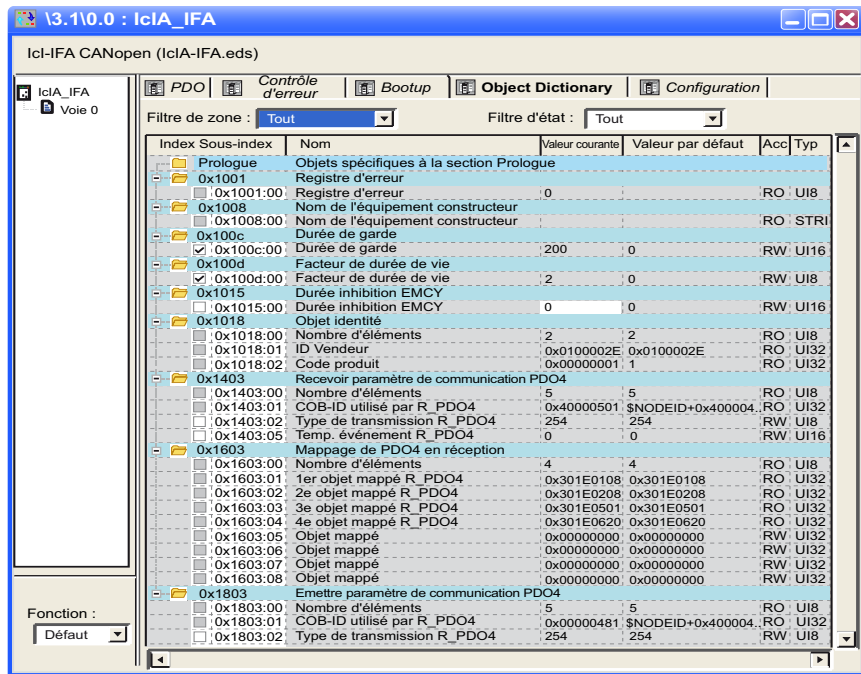 \3.1\0.0 : IcIA_IFA
IcI-IFA CANopen (IcIA-IFA.eds)
IcIA_IFA
Voie 0
PDO Contrôle d'erreur Bootup Object Dictionary Configuration
Filtre de zone : Tout Filtre d'état : Tout
Index Sous-index Nom Valeur courante Valeur par défaut Acc Typ
Prologue Objets spécifiques à la section Prologue
0x1001 Registre d'erreur
0x1001:00 Registre d'erreur 0 RO UI8
0x1008 Nom de l'équipement constructeur
0x1008:00 Nom de l'équipement constructeur RO STRI
0x100c Durée de garde
0x100c:00 Durée de garde 200 0 RW UI16
0x100d Facteur de durée de vie
0x100d:00 Facteur de durée de vie 2 0 RW UI8
0x1015 Durée inhibition EMCY
0x1015:00 Durée inhibition EMCY 0 0 RW UI16
0x1018 Objet identité
0x1018:00 Nombre d'éléments 2 2 RO UI8
0x1018:01 ID Vendeur 0x0100002E 0x0100002E RO UI32
0x1018:02 Code produit 0x00000001 1 RO UI32
0x1403 Recevoir paramètre de communication PDO4
0x1403:00 Nombre d'éléments 5 5 RO UI8
0x1403:01 COB-ID utilisé par R_PDO4 0x40000501 $NODEID+0x400004.. RO UI32
0x1403:02 Type de transmission R_PDO4 254 254 RW UI8
0x1403:05 Temp. événement R_PDO4 0 0 RW UI16
0x1603 Mappage de PDO4 en réception
0x1603:00 Nombre d'éléments 4 4 RO UI8
0x1603:01 1er objet mappé R_PDO4 0x301E0108 0x301E0108 RO UI32
0x1603:02 2e objet mappé R_PDO4 0x301E0208 0x301E0208 RO UI32
0x1603:03 3e objet mappé R_PDO4 0x301E0501 0x301E0501 RO UI32
0x1603:04 4e objet mappé R_PDO4 0x301E0620 0x301E0620 RO UI32
0x1603:05 Objet mappé 0x00000000 0x00000000 RW UI32
0x1603:06 Objet mappé 0x00000000 0x00000000 RW UI32
0x1603:07 Objet mappé 0x00000000 0x00000000 RW UI32
0x1603:08 Objet mappé 0x00000000 0x00000000 RW UI32
0x1803 Emettre paramètre de communication PDO4
0x1803:00 Nombre d'éléments 5 5 RO UI8
0x1803:01 COB-ID utilisé par R_PDO4 0x00000481 $NODEID+0x400004.. RO UI32
0x1803:02 Type de transmission R_PDO4 254 254 RW UI8
Fonction :
Défaut